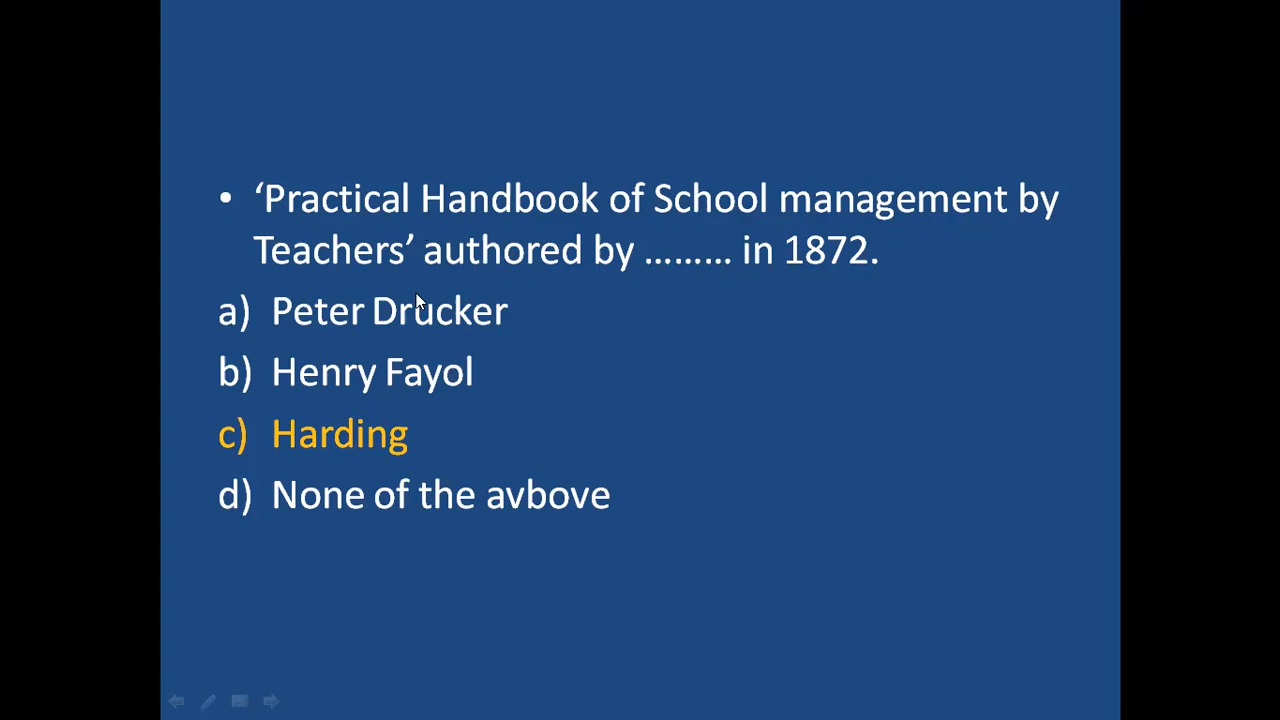 • ‘Practical Handbook of School management by
Teachers’ authored by ……… in 1872.
a) Peter Drucker
b) Henry Fayol
c) Harding
d) None of the avbove